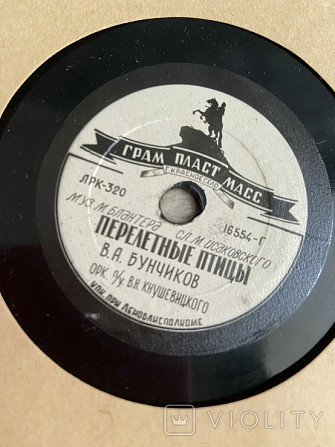 ГРАМ ПЛАСТ МАСС
Г. КРАСНОЕ СЕЛО
ЛРК-320
16554-Г
МУЗ. М. БЛАНТЕРА СЛ. М. ИСАКОВСКОГО
ПЕРЕЛЕТНЫЕ ПТИЦЫ
В. А. БУНЧИКОВ
ОРК. П/У. В. Н. КНУШЕВИЦКОГО
УПП ПРИ ЛЕНОБЛИСПОЛКОМЕ
VIOLITY